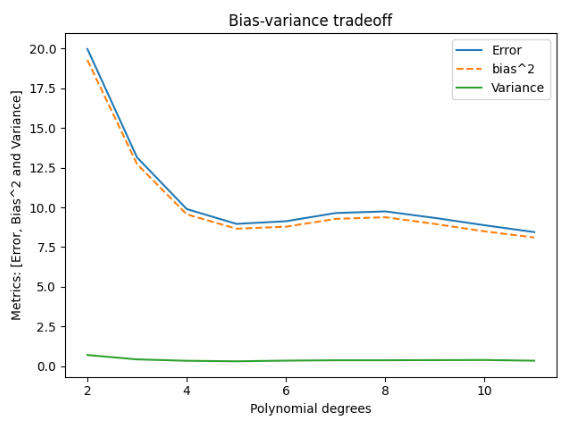 Bias-variance tradeoff
Error
bias^2
Variance
20.0
17.5
15.0
12.5
10.0
7.5
5.0
2.5
0.0
Metrics: [Error, Bias^2 and Variance]
2 4 6 8 10
Polynomial degrees